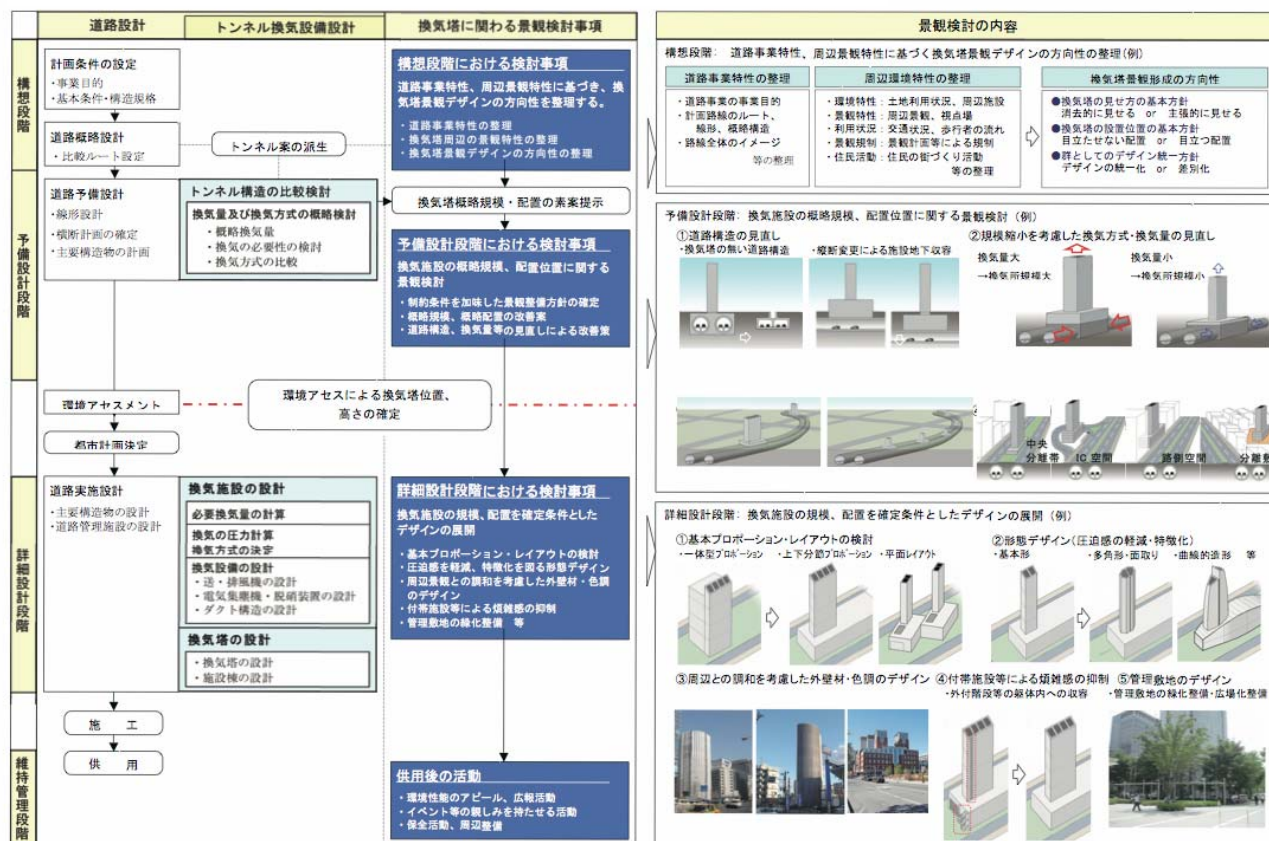 道路設計
トンネル換気設備設計
換気塔に関わる景観検討事項
構想段階
計画条件の設定
・事業目的
・基本条件・構造規格
道路概略設計
・比較ルート設定
トンネル案の派生
構想段階における検討事項
道路事業特性、周辺景観特性に基づき、換
気塔景観デザインの方向性を整理する。
・道路事業特性の整理
・換気塔周辺の景観特性の整理
・換気塔景観デザインの方向性の整理
予備設計段階
道路予備設計
・線形設計
・横断計画の確定
・主要構造物の計画
トンネル構造の比較検討
換気量及び換気方式の概略検討
・概略換気量
・換気の必要性の検討
・換気方式の比較
換気塔概略規模・配置の素案提示
予備設計段階における検討事項
換気施設の概略規模、配置位置に関する
景観検討
・制約条件を加味した景観整備方針の確定
・概略規模、概略配置の改善案
・道路構造、換気量等の見直しによる改善策
環境アセスメント
環境アセスによる換気塔位置、
高さの確定
都市計画決定
詳細設計段階
道路実施設計
・主要構造物の設計
・道路管理施設の設計
換気施設の設計
必要換気量の計算
換気の圧力計算
換気方式の決定
換気設備の設計
・送・排風機の設計
・電気集塵機・脱硝装置の設計
・ダクト構造の設計
換気塔の設計
・換気塔の設計
・施設棟の設計
詳細設計段階における検討事項
換気施設の規模、配置を確定条件とした
デザインの展開
・基本プロポーション・レイアウトの検討
・圧迫感を軽減、特徴化を図る形態デザイン
・周辺景観との調和を考慮した外壁材・色調
のデザイン
・付帯施設等による煩雑感の抑制
・管理敷地の緑化整備 等
施 工
供 用
維持管理段階
供用後の活動
・環境性能のアピール、広報活動
・イベント等の親しみを持たせる活動
・保全活動、周辺整備
景観検討の内容
構想段階: 道路事業特性、周辺景観特性に基づく換気塔景観デザインの方向性の整理(例)
道路事業特性の整理
・道路事業の事業目的
・計画路線のルート、
線形、概略構造
・路線全体のイメージ
等の整理
周辺環境特性の整理
・環境特性:土地利用状況、周辺施設
・景観特性:周辺景観、視点場
・利用状況:交通状況、歩行者の流れ
・景観規制:景観計画等による規制
・住民活動:住民の街づくり活動
等の整理
換気塔景観形成の方向性
●換気塔の見せ方の基本方針
消去的に見せる or 主張的に見せる
●換気塔の設置位置の基本方針
目立たせない配置 or 目立つ配置
●群としてのデザイン統一方針
デザインの統一化 or 差別化
予備設計段階: 換気施設の概略規模、配置位置に関する景観検討(例)
①道路構造の見直し
・換気塔の無い道路構造
・縦断変更による施設地下収容
②規模縮小を考慮した換気方式・換気量の見直し
換気量大
→換気所規模大
換気量小
→換気所規模小
中央
分離帯
IC 空間
路側空間
分離敷
詳細設計段階: 換気施設の規模、配置を確定条件としたデザインの展開(例)
①基本プロポーション・レイアウトの検討
・一体型プロポーション
・上下分節プロポーション
・平面レイアウト
②形態デザイン(圧迫感の軽減・特徴化)
・基本形
・多角形・面取り
・曲線的造形 等
③周辺との調和を考慮した外壁材・色調のデザイン
④付帯施設等による煩雑感の抑制
・外付階段等の躯体内への収容
⑤管理敷地のデザイン
・管理敷地の緑化整備・広場化整備